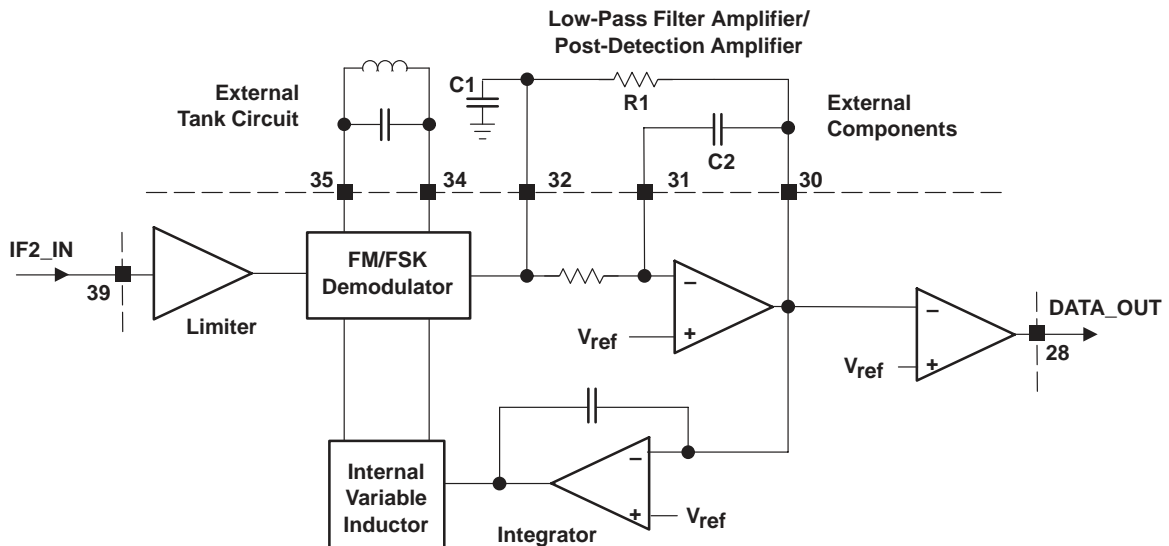 Low-Pass Filter Amplifier/
Post-Detection Amplifier
C1
R1
External
Tank Circuit
External
Components
C2
35
34
32
31
30
IF2_IN
39
Limiter
FM/FSK
Demodulator
−
+
Vref
−
+
Vref
DATA_OUT
28
Internal
Variable
Inductor
Integrator
−
+
Vref